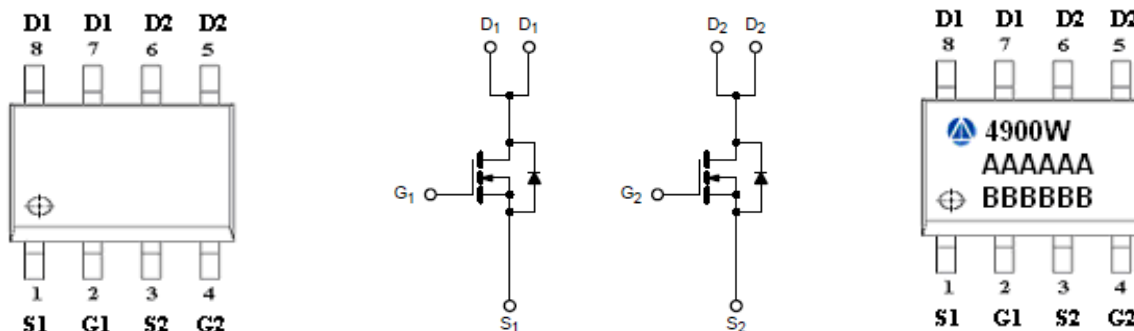 D1 D1 D2 D2
8 7 6 5
1 2 3 4
S1 G1 S2 G2
D1 D1
G1
S1
D2 D2
G2
S2
D1 D1 D2 D2
8 7 6 5
4900W
AAAAAA
BBBBBB
1 2 3 4
S1 G1 S2 G2